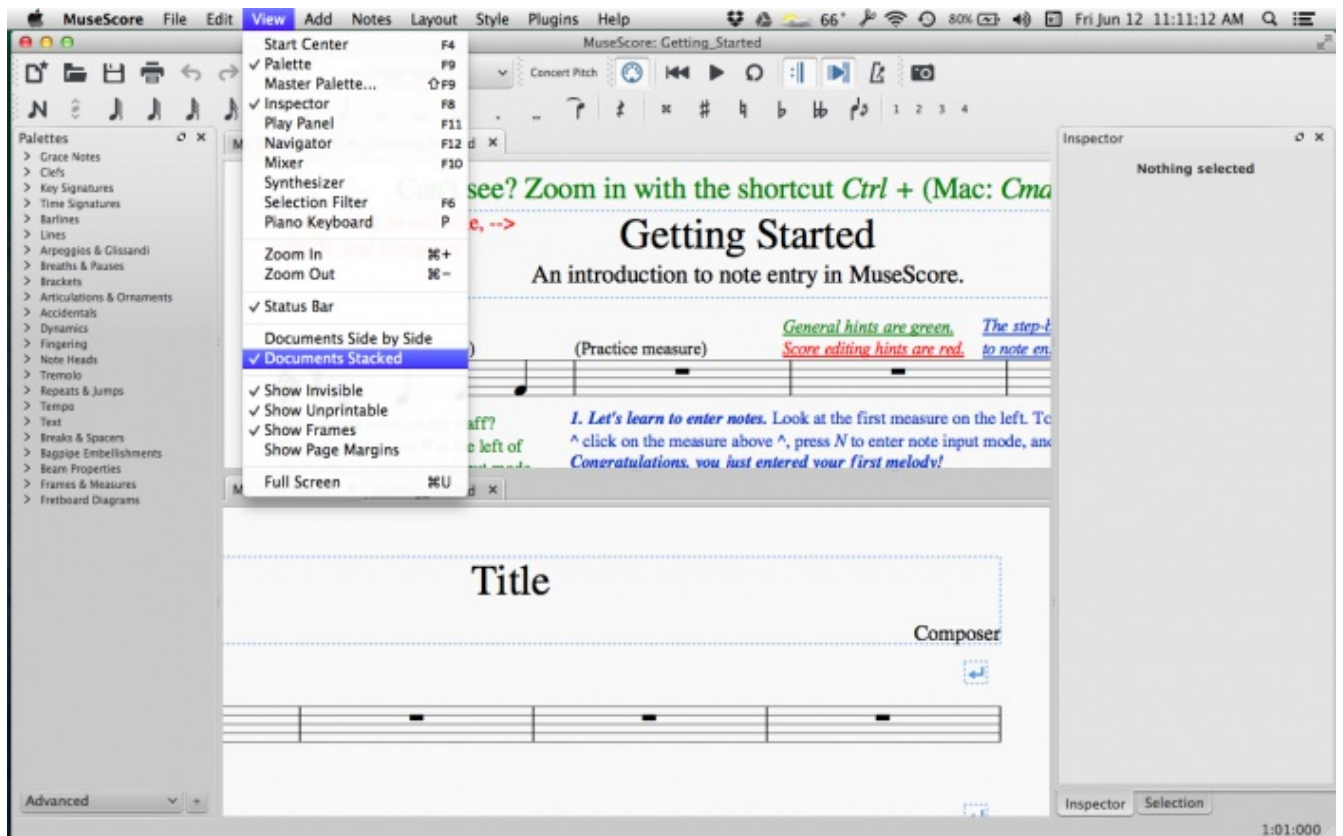 MuseScore File Edit View Add Notes Layout Style Plugins Help 66° 80% Fri Jun 12 11:11:12 AM
MuseScore: Getting_Started
Start Center F4
✓ Palette F9
Master Palette... ⇧F9
✓ Inspector F8
Play Panel F11
Navigator F12
Mixer F10
Synthesizer
Selection Filter F6
Piano Keyboard P
Zoom In ⌘+
Zoom Out ⌘−
✓ Status Bar
Documents Side by Side
✓ Documents Stacked
✓ Show Invisible
✓ Show Unprintable
✓ Show Frames
Show Page Margins
Full Screen ⌘U
Concert Pitch
1 2 3 4
Palettes
> Grace Notes
> Clefs
> Key Signatures
> Time Signatures
> Barlines
> Lines
> Arpeggios & Glissandi
> Breaths & Pauses
> Brackets
> Articulations & Ornaments
> Accidentals
> Dynamics
> Fingering
> Note Heads
> Tremolo
> Repeats & Jumps
> Tempo
> Text
> Breaks & Spacers
> Bagpipe Embellishments
> Beam Properties
> Frames & Measures
> Fretboard Diagrams
Advanced
see? Zoom in with the shortcut Ctrl + (Mac: Cmd
e, -->
Getting Started
An introduction to note entry in MuseScore.
General hints are green.
Score editing hints are red.
The step-b
to note en
(Practice measure)
aff?
e left of
1. Let's learn to enter notes. Look at the first measure on the left. To
^ click on the measure above ^, press N to enter note input mode, and
Congratulations, you just entered your first melody!
Title
Composer
Inspector
Nothing selected
Inspector Selection
1:01:000